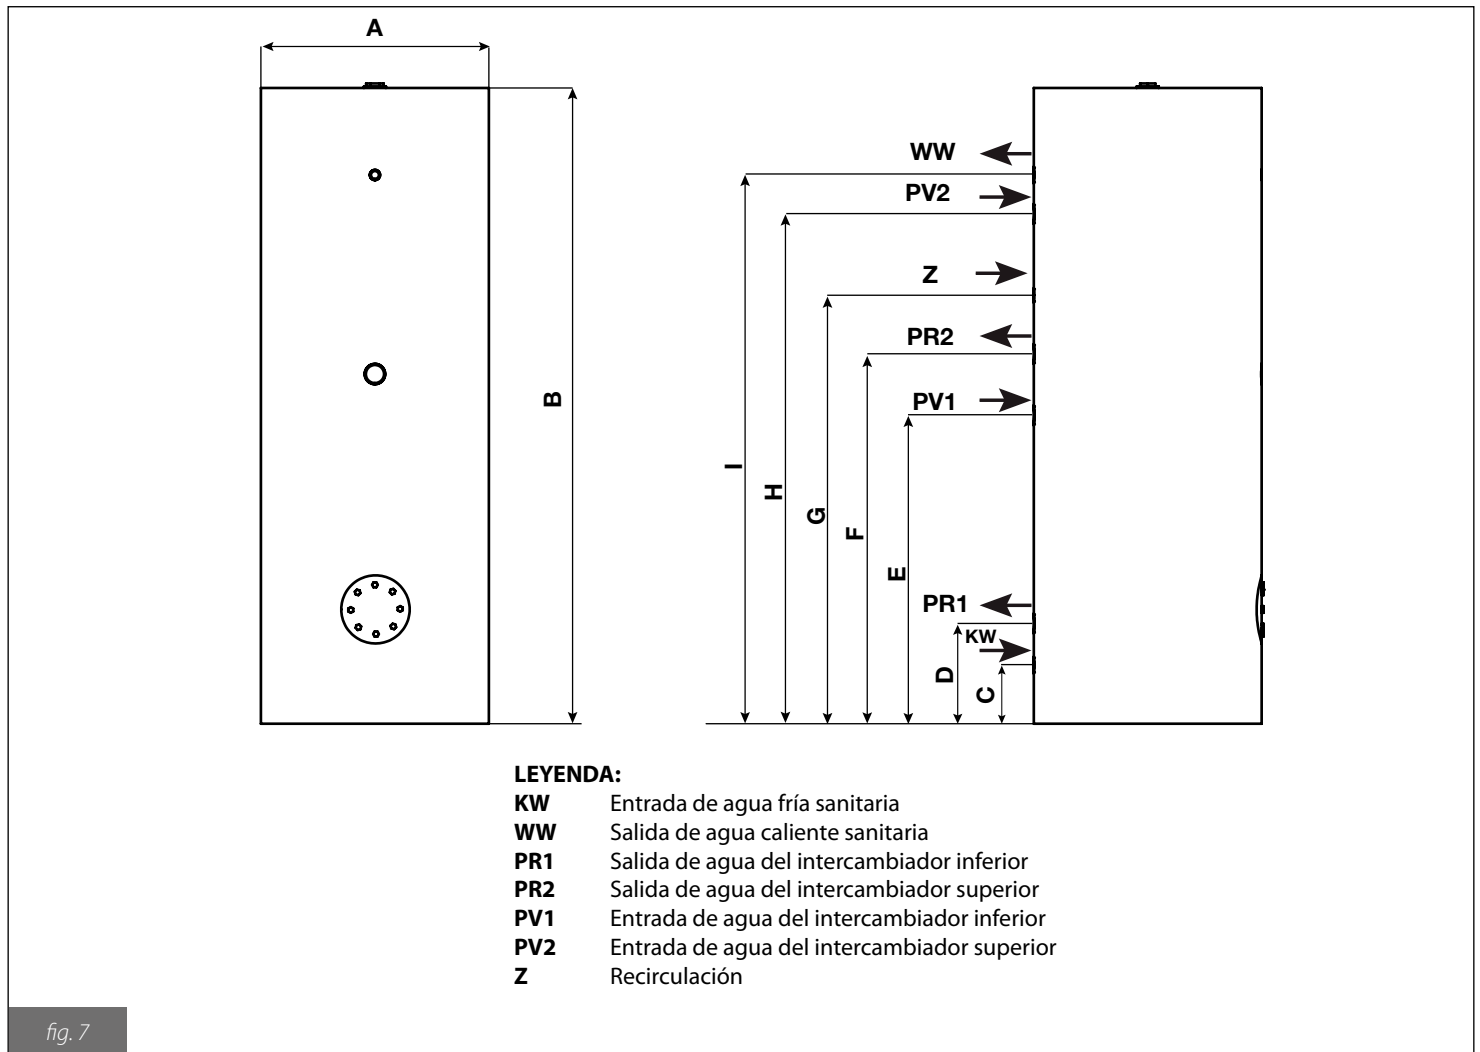 A
WW
PV2
Z
PR2
B
PV1
I
H
G
F
E
PR1
KW
D
C
LEYENDA:
KW Entrada de agua fría sanitaria
WW Salida de agua caliente sanitaria
PR1 Salida de agua del intercambiador inferior
PR2 Salida de agua del intercambiador superior
PV1 Entrada de agua del intercambiador inferior
PV2 Entrada de agua del intercambiador superior
Z Recirculación
fig. 7